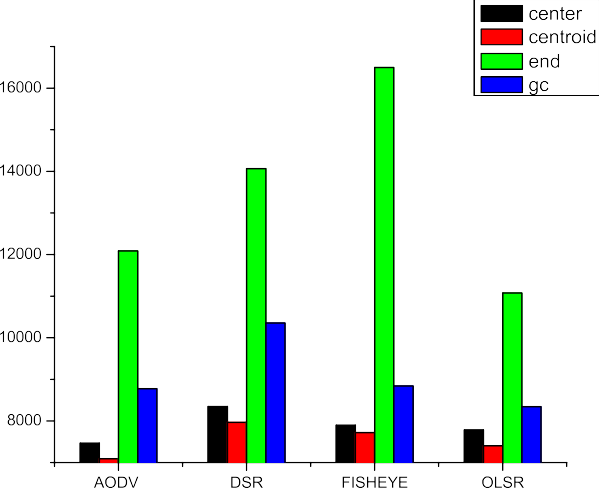 center
centroid
end
gc
16000
14000
12000
10000
8000
AODV DSR FISHEYE OLSR